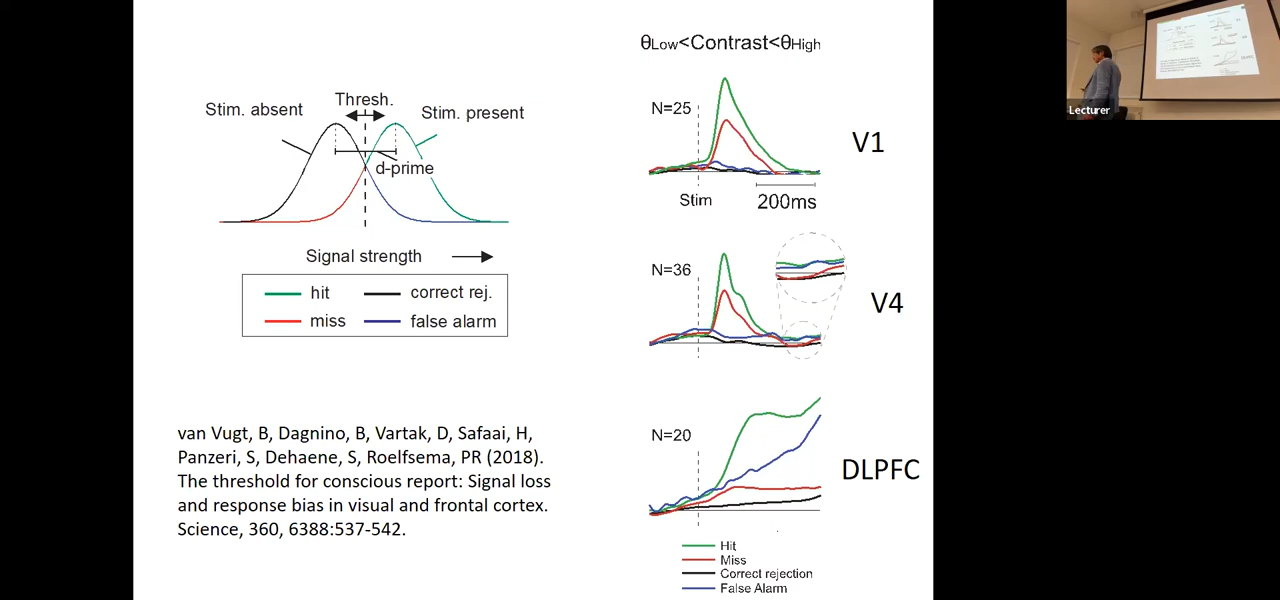 θLow<Contrast<θHigh
Stim. absent
Thresh.
Stim. present
d-prime
Signal strength
hit
correct rej.
miss
false alarm
van Vugt, B, Dagnino, B, Vartak, D, Safaai, H,
Panzeri, S, Dehaene, S, Roelfsema, PR (2018).
The threshold for conscious report: Signal loss
and response bias in visual and frontal cortex.
Science, 360, 6388:537-542.
N=25
V1
Stim
200ms
N=36
V4
N=20
DLPFC
Hit
Miss
Correct rejection
False Alarm
Lecturer